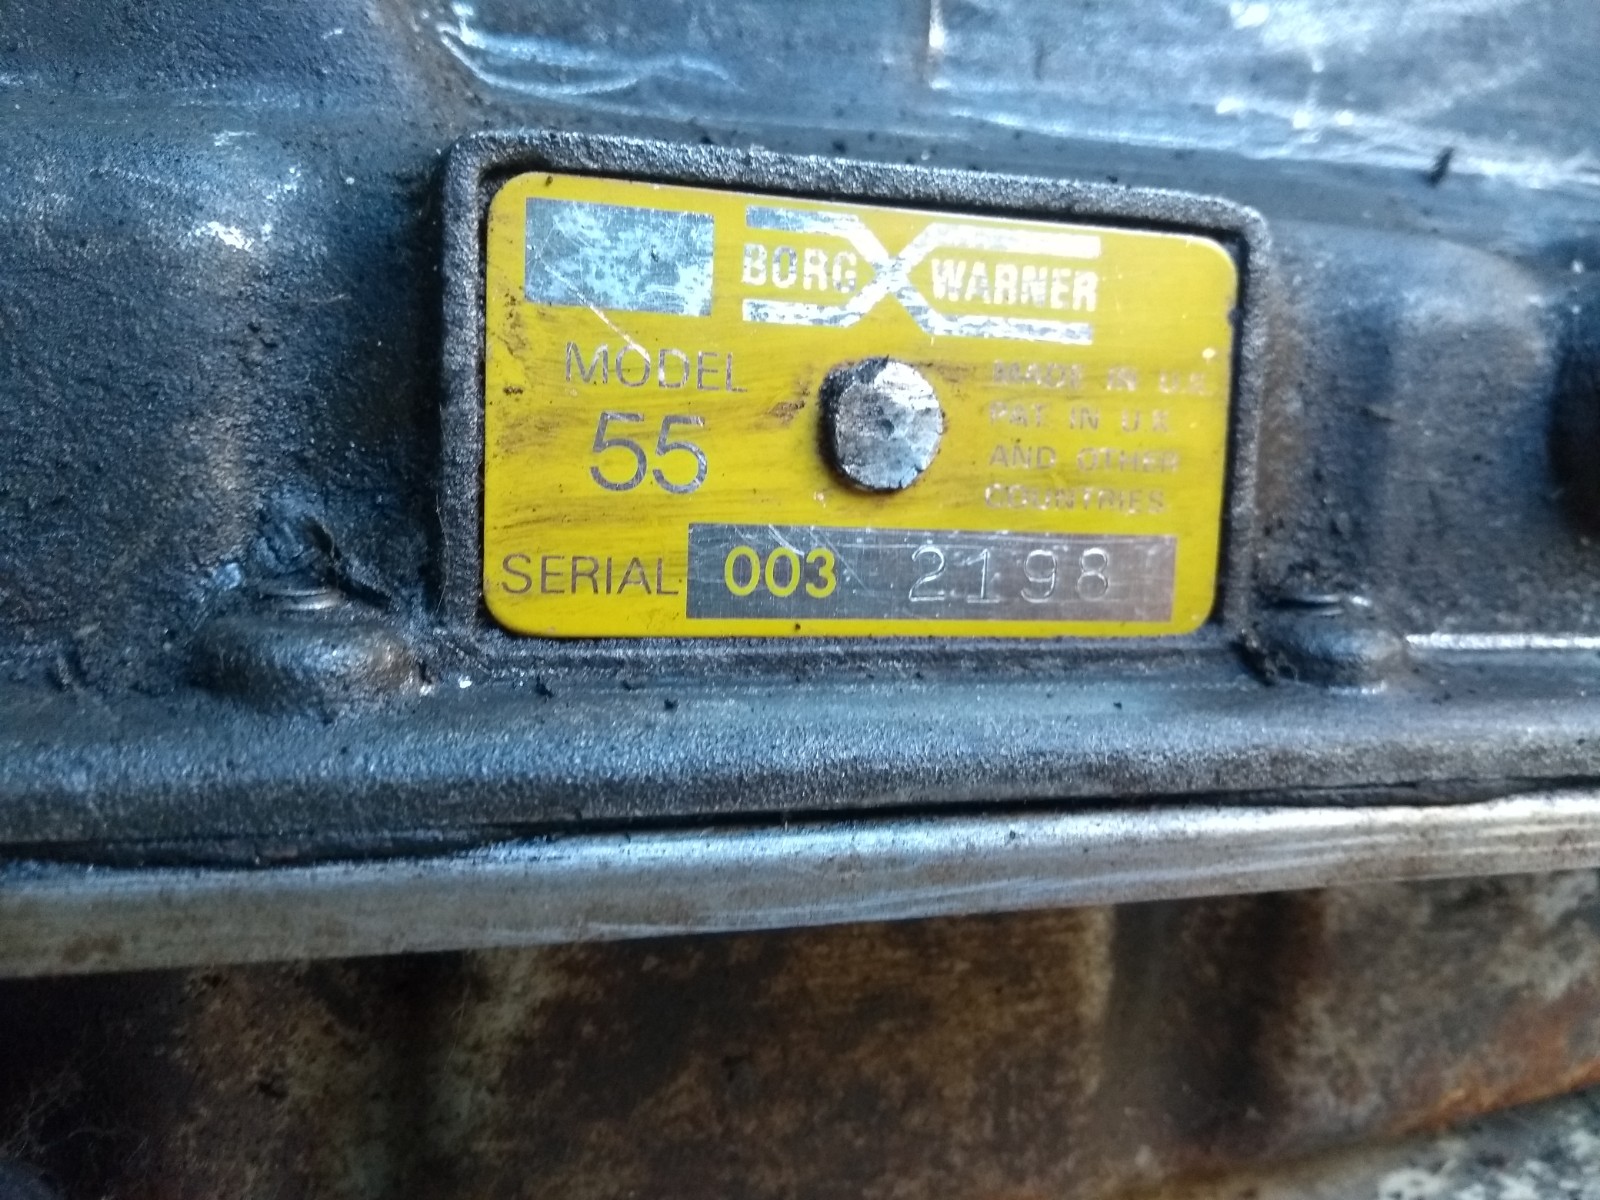 BORG WARNER
MODEL
55
MADE IN U.K.
PAT. IN U.K.
AND OTHER
COUNTRIES
SERIAL 003 2198